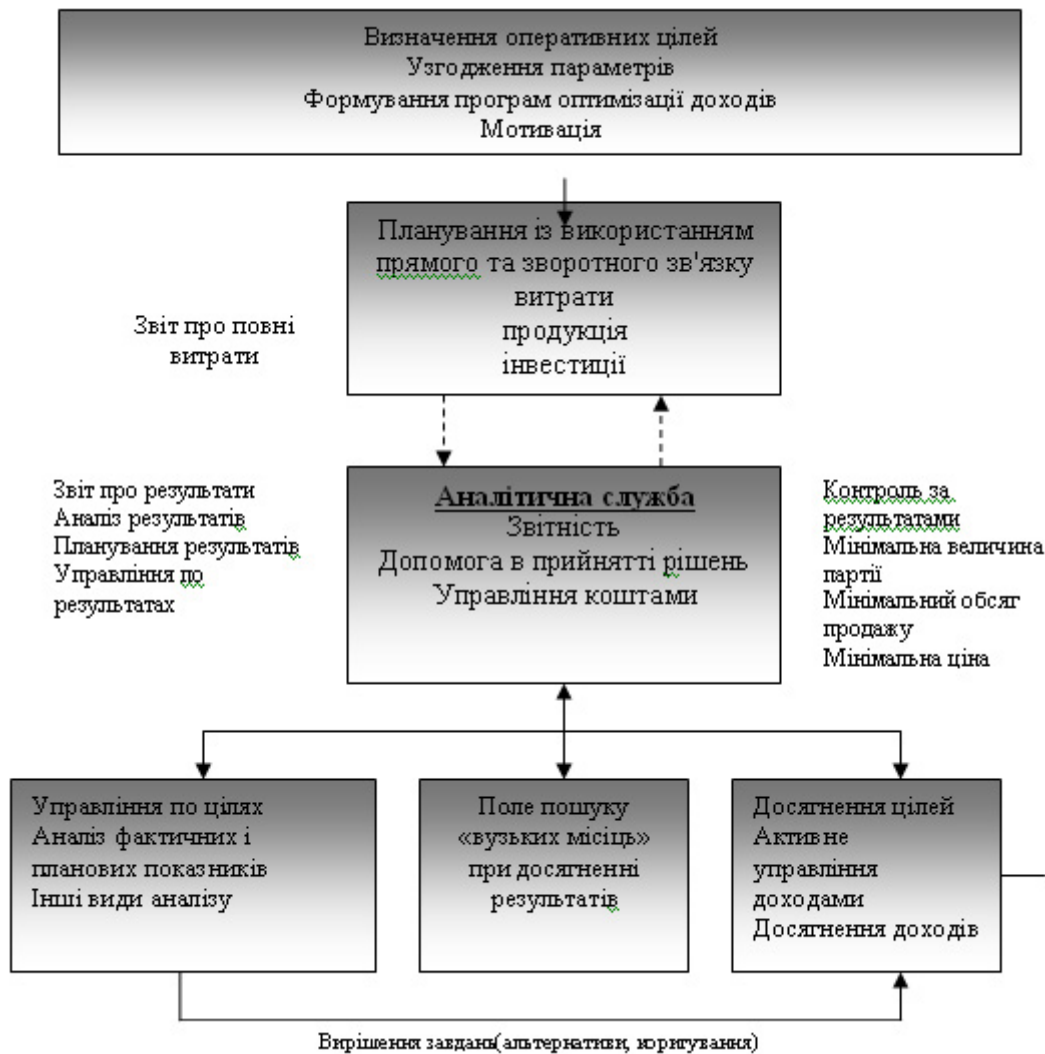 Визначення оперативних цілей
Узгодження параметрів
Формування програм оптимізації доходів
Мотивація
Планування із використанням
прямого та зворотного зв'язку
витрати
продукція
інвестиції
Звіт про повні
витрати
Звіт про результати
Аналіз результатів
Планування результатів
Управління по
результатах
Аналітична служба
Звітність
Допомога в прийнятті рішень
Управління коштами
Контроль за
результатами
Мінімальна величина
партії
Мінімальний обсяг
продажу
Мінімальна ціна
Управління по цілях
Аналіз фактичних і
планових показників
Інші види аналізу
Поле пошуку
«вузьких місць»
при досягненні
результатів
Досягнення цілей
Активне
управління
доходами
Досягнення доходів
Вирішення завдань(альтернативи, коригування)